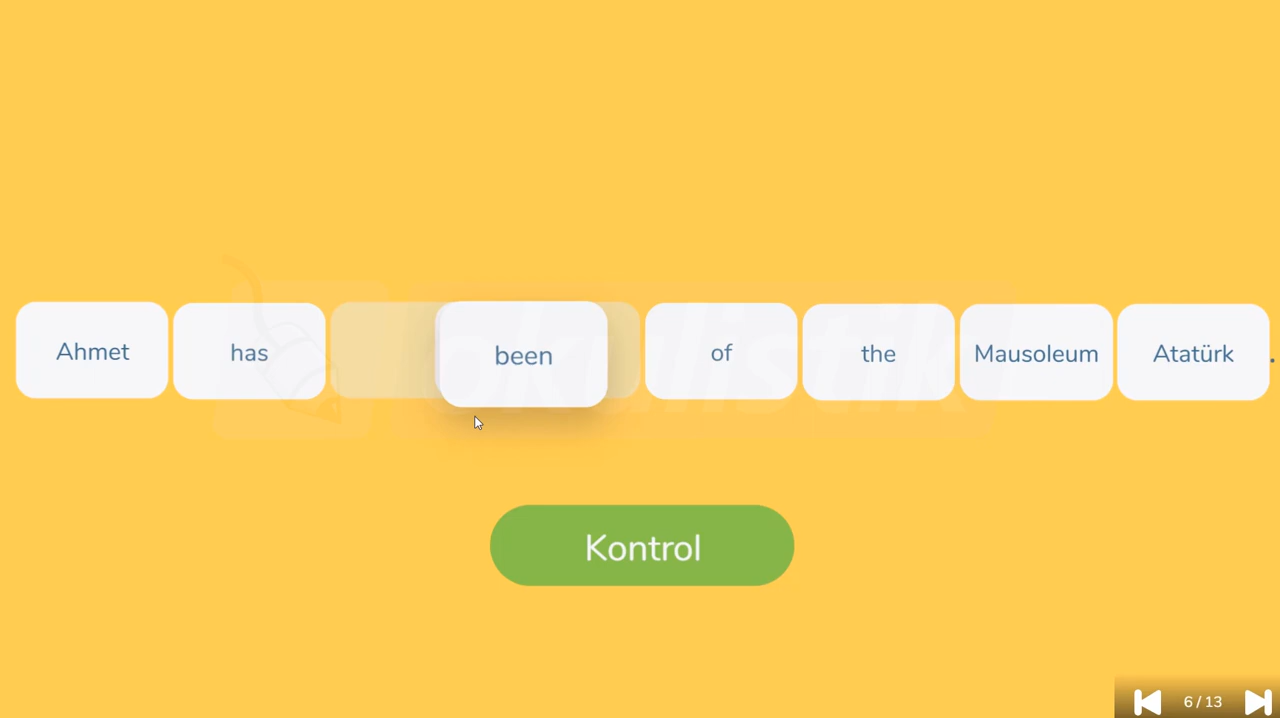 Ahmet has been of the Mausoleum Atatürk .
Kontrol
6 / 13